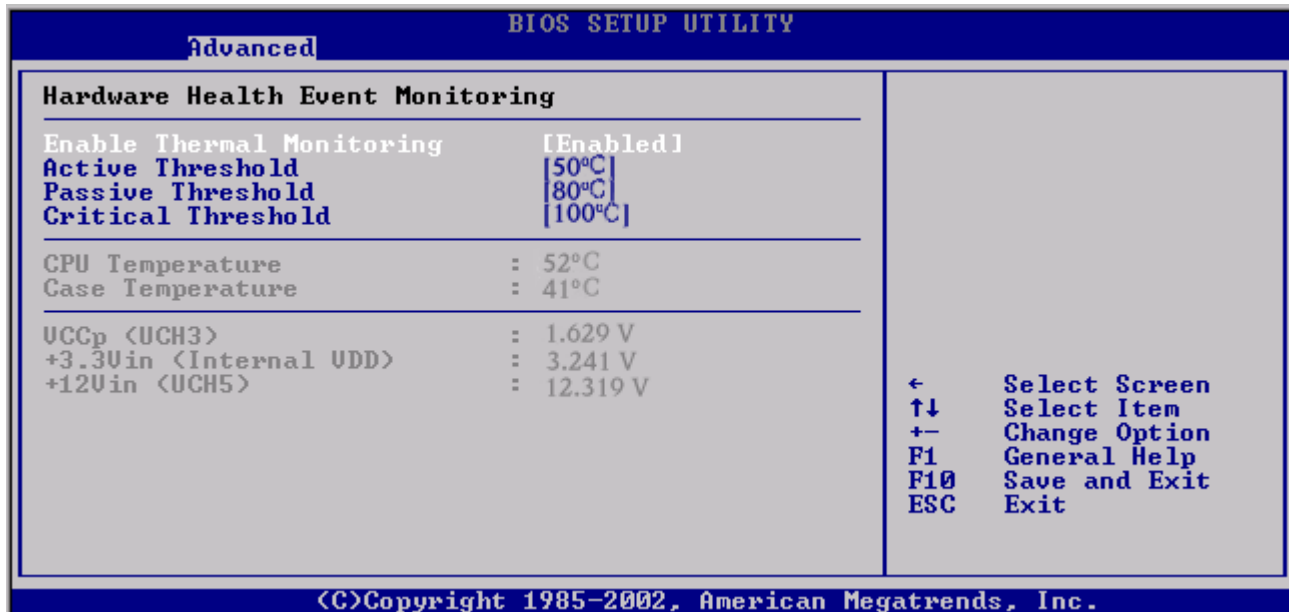 BIOS SETUP UTILITY
Advanced
Hardware Health Event Monitoring
Enable Thermal Monitoring [Enabled]
Active Threshold [50°C]
Passive Threshold [80°C]
Critical Threshold [100°C]
CPU Temperature : 52°C
Case Temperature : 41°C
VCCp (VCH3) : 1.629 V
+3.3Vin (Internal VDD) : 3.241 V
+12Vin (VCH5) : 12.319 V
← Select Screen
↑↓ Select Item
+- Change Option
F1 General Help
F10 Save and Exit
ESC Exit
(C)Copyright 1985-2002, American Megatrends, Inc.